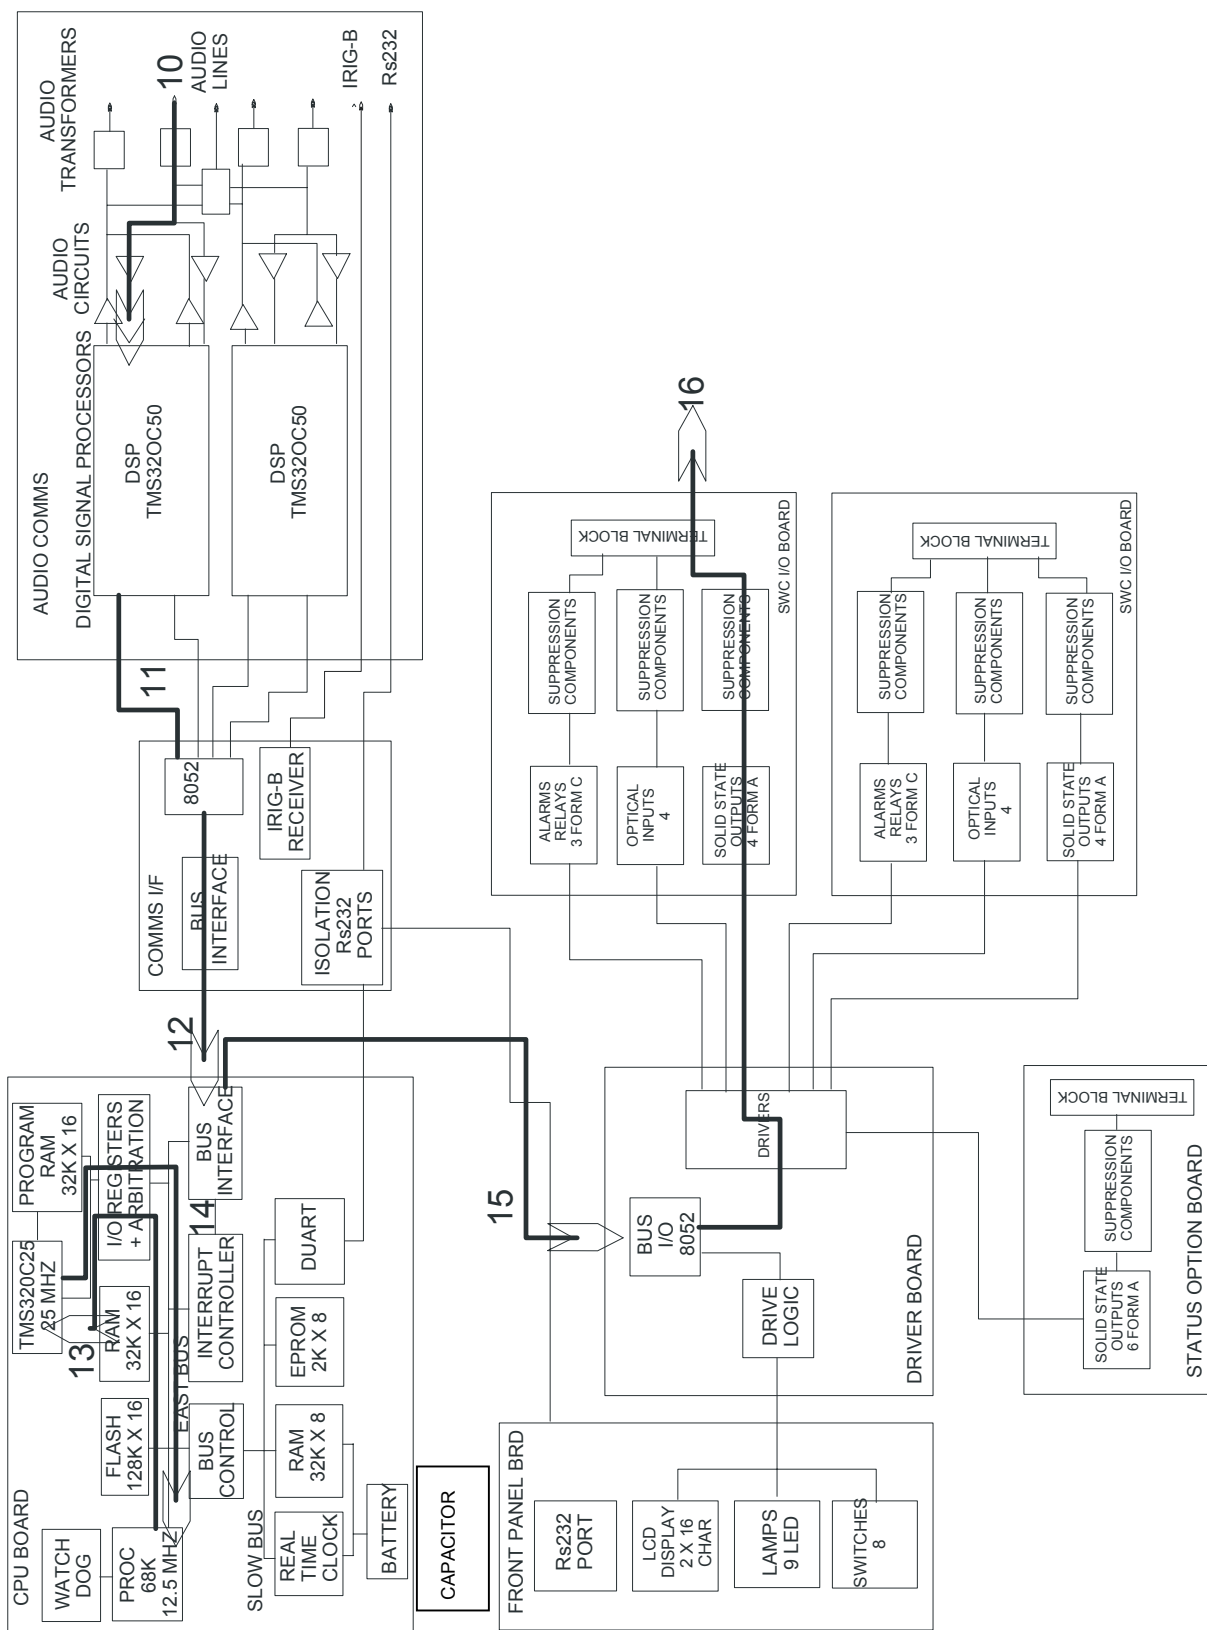 AUDIO COMMS
AUDIO
TRANSFORMERS
10
AUDIO
LINES
IRIG-B
Rs232
AUDIO
CIRCUITS
DIGITAL SIGNAL PROCESSORS
DSP
TMS32OC50
DSP
TMS32OC50
11
COMMS I/F
8052
IRIG-B
RECEIVER
BUS
INTERFACE
ISOLATION
Rs232
PORTS
12
CPU BOARD
PROGRAM
RAM
32K X 16
I/O REGISTERS
+ ARBITRATION
BUS
INTERFACE
TMS320C25
25 MHZ
13
RAM
32K X 16
14
INTERRUPT
CONTROLLER
DUART
EAST BUS
FLASH
128K X 16
BUS
CONTROL
EPROM
2K X 8
RAM
32K X 8
WATCH
DOG
PROC
68K
12.5 MHZ
SLOW BUS
REAL
TIME
CLOCK
BATTERY
CAPACITOR
15
16
SWC I/O BOARD
TERMINAL BLOCK
SUPPRESSION
COMPONENTS
SUPPRESSION
COMPONENTS
SUPPRESSION
COMPONENTS
ALARMS
RELAYS
3 FORM C
OPTICAL
INPUTS
4
SOLID STATE
OUTPUTS
4 FORM A
SWC I/O BOARD
TERMINAL BLOCK
SUPPRESSION
COMPONENTS
SUPPRESSION
COMPONENTS
SUPPRESSION
COMPONENTS
ALARMS
RELAYS
3 FORM C
OPTICAL
INPUTS
4
SOLID STATE
OUTPUTS
4 FORM A
DRIVER BOARD
DRIVERS
BUS
I/O
8052
DRIVE
LOGIC
STATUS OPTION BOARD
TERMINAL BLOCK
SUPPRESSION
COMPONENTS
SOLID STATE
OUTPUTS
6 FORM A
FRONT PANEL BRD
Rs232
PORT
LCD
DISPLAY
2 X 16
CHAR
LAMPS
9 LED
SWITCHES
8